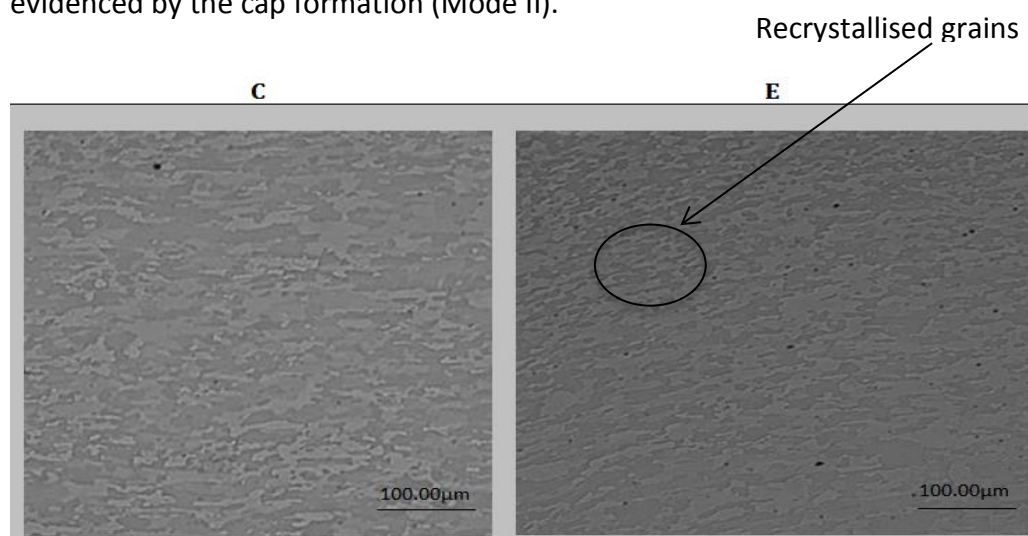 evidenced by the cap formation (Mode II).
Recrystallised grains
C
E
100.00μm
100.00μm